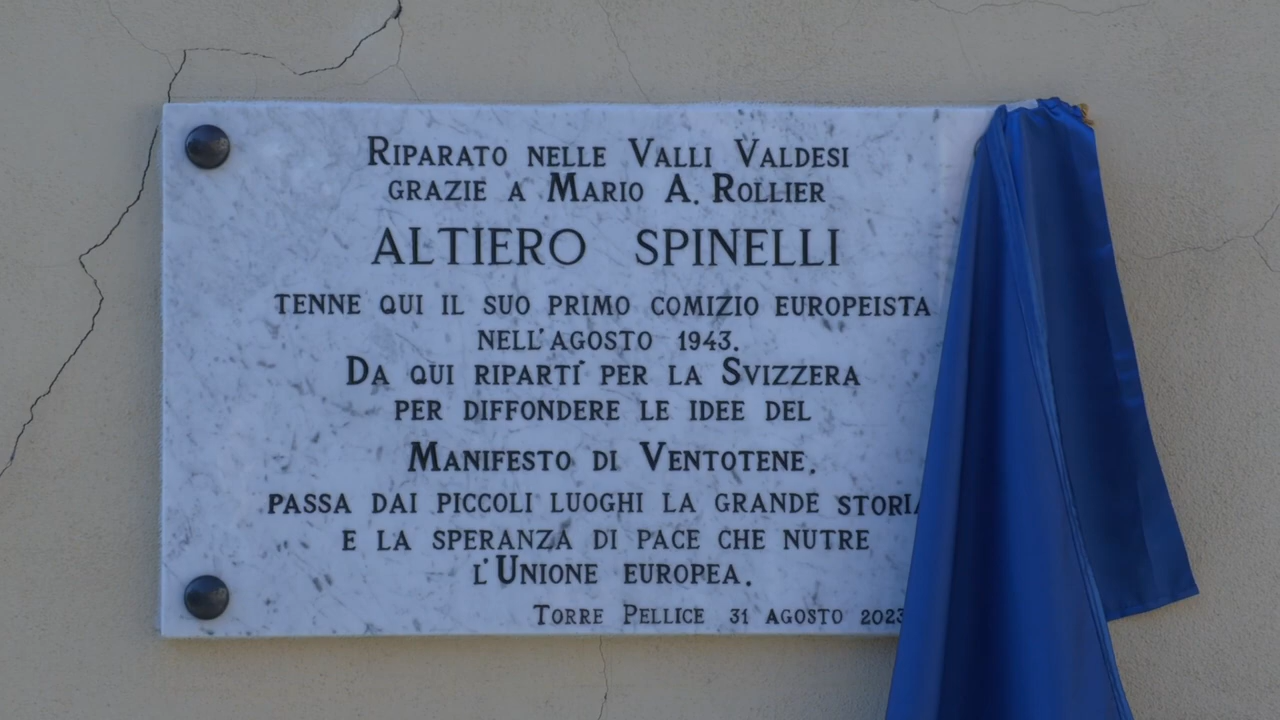 Riparato nelle Valli Valdesi
grazie a Mario A. Rollier
ALTIERO SPINELLI
tenne qui il suo primo comizio europeista
nell'agosto 1943.
Da qui ripartì per la Svizzera
per diffondere le idee del
Manifesto di Ventotene.
passa dai piccoli luoghi la grande storia
e la speranza di pace che nutre
l'Unione europea.
Torre Pellice 31 agosto 2023